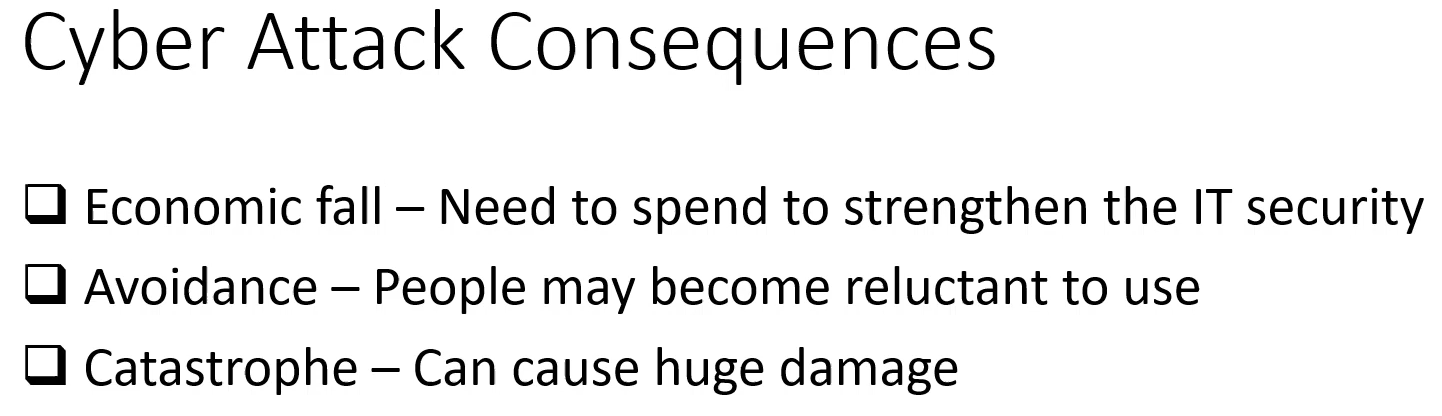 Cyber Attack Consequences
❑ Economic fall – Need to spend to strengthen the IT security
❑ Avoidance – People may become reluctant to use
❑ Catastrophe – Can cause huge damage